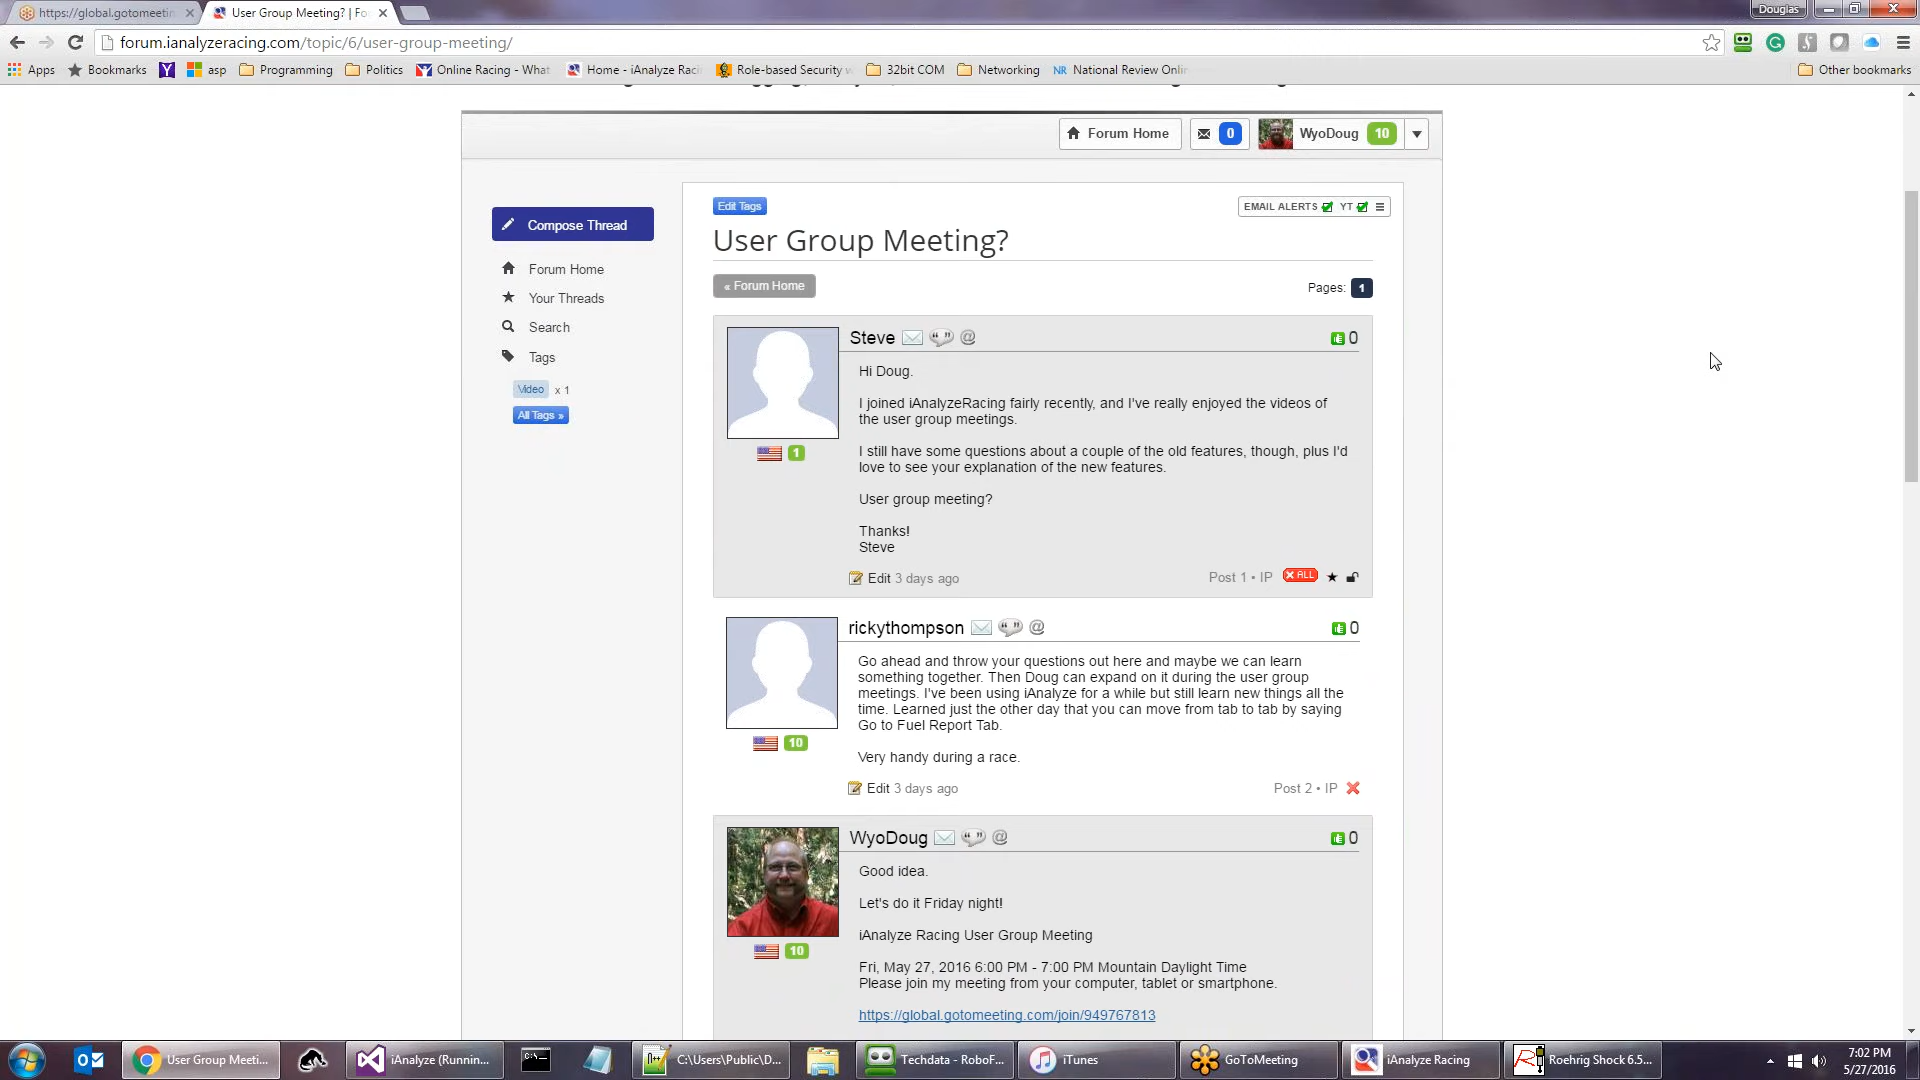 https://global.gotomeetin
User Group Meeting? | Fo
Douglas
forum.ianalyzeracing.com/topic/6/user-group-meeting/
Apps
Bookmarks
asp
Programming
Politics
Online Racing - What
Home - iAnalyze Raci
Role-based Security
32bit COM
Networking
NR National Review Onlin
Other bookmarks
Forum Home
0
WyoDoug 10
Compose Thread
Forum Home
Your Threads
Search
Tags
Video x 1
All Tags »
Edit Tags
EMAIL ALERTS YT
User Group Meeting?
« Forum Home
Pages: 1
Steve
0
1
Hi Doug.
I joined iAnalyzeRacing fairly recently, and I've really enjoyed the videos of
the user group meetings.
I still have some questions about a couple of the old features, though, plus I'd
love to see your explanation of the new features.
User group meeting?
Thanks!
Steve
Edit 3 days ago
Post 1 • IP ALL
rickythompson
0
10
Go ahead and throw your questions out here and maybe we can learn
something together. Then Doug can expand on it during the user group
meetings. I've been using iAnalyze for a while but still learn new things all the
time. Learned just the other day that you can move from tab to tab by saying
Go to Fuel Report Tab.
Very handy during a race.
Edit 3 days ago
Post 2 • IP
WyoDoug
0
10
Good idea.
Let's do it Friday night!
iAnalyze Racing User Group Meeting
Fri, May 27, 2016 6:00 PM - 7:00 PM Mountain Daylight Time
Please join my meeting from your computer, tablet or smartphone.
https://global.gotomeeting.com/join/949767813
User Group Meeti...
iAnalyze (Runnin...
C:\Users\Public\D...
Techdata - RoboF...
iTunes
GoToMeeting
iAnalyze Racing
Roehrig Shock 6.5...
7:02 PM
5/27/2016